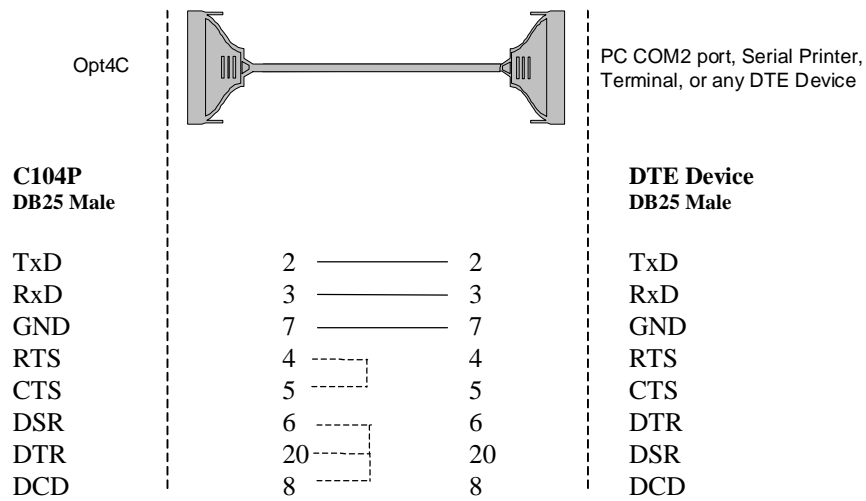 Opt4C
PC COM2 port, Serial Printer,
Terminal, or any DTE Device
C104P DTE Device
DB25 Male DB25 Male
TxD 2 2 TxD
RxD 3 3 RxD
GND 7 7 GND
RTS 4 4 RTS
CTS 5 5 CTS
DSR 6 6 DTR
DTR 20 20 DSR
DCD 8 8 DCD